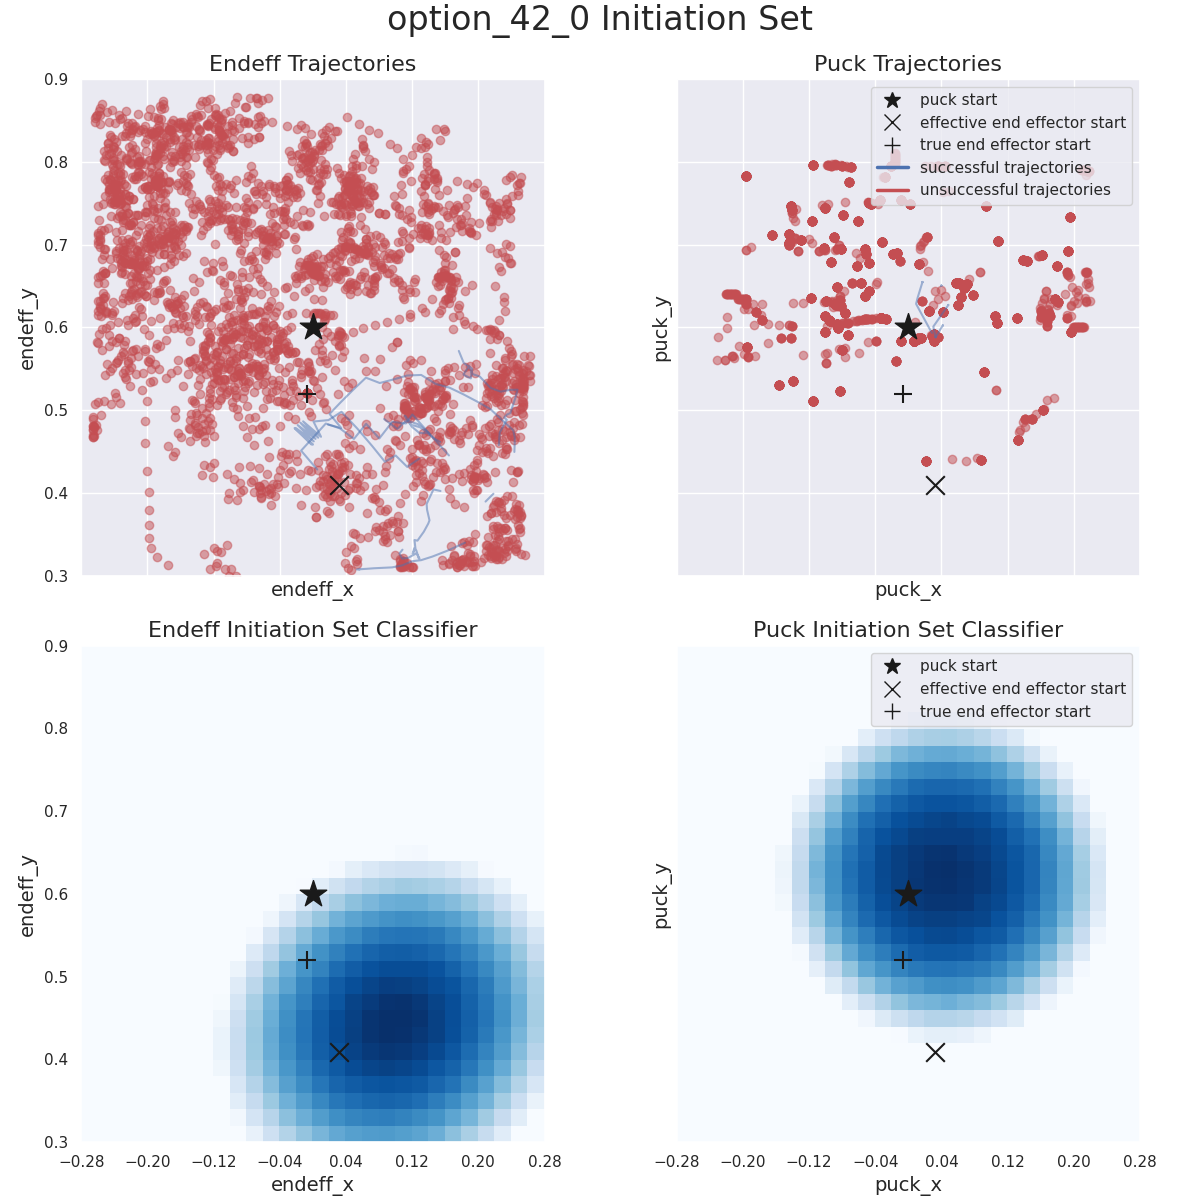 option_42_0 Initiation Set
Endeff Trajectories
Puck Trajectories
0.9
0.8
0.7
0.6
0.5
0.4
0.3
endeff_y
endeff_x
puck_y
puck_x
puck start
effective end effector start
true end effector start
successful trajectories
unsuccessful trajectories
Endeff Initiation Set Classifier
Puck Initiation Set Classifier
0.9
0.8
0.7
0.6
0.5
0.4
0.3
endeff_y
puck_y
puck start
effective end effector start
true end effector start
−0.28 −0.20 −0.12 −0.04 0.04 0.12 0.20 0.28
endeff_x
−0.28 −0.20 −0.12 −0.04 0.04 0.12 0.20 0.28
puck_x